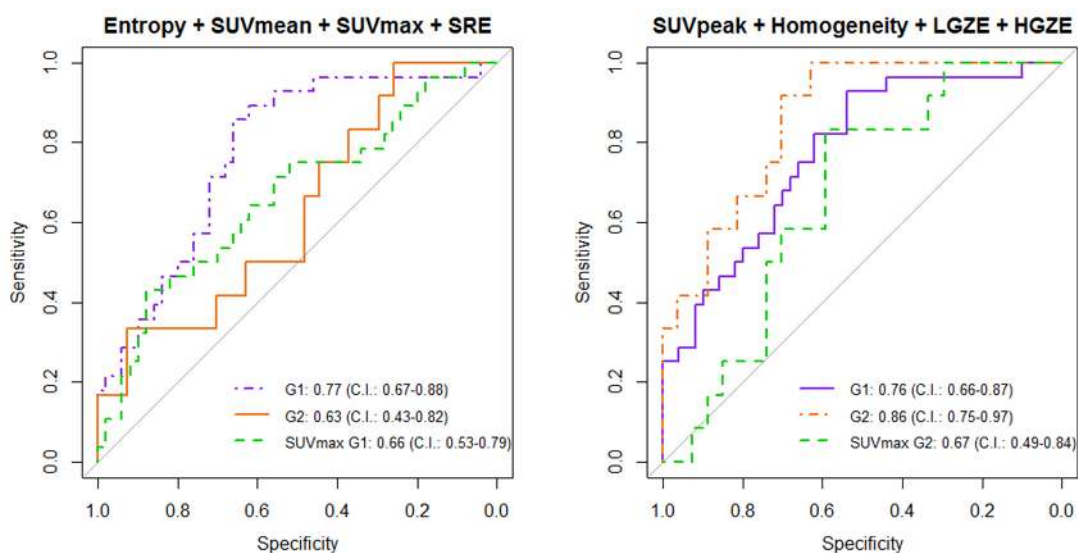 Entropy + SUVmean + SUVmax + SRE
Sensitivity
0.0 0.2 0.4 0.6 0.8 1.0
G1: 0.77 (C.I.: 0.67-0.88)
G2: 0.63 (C.I.: 0.43-0.82)
SUVmax G1: 0.66 (C.I.: 0.53-0.79)
1.0 0.8 0.6 0.4 0.2 0.0
Specificity
SUVpeak + Homogeneity + LGZE + HGZE
Sensitivity
0.0 0.2 0.4 0.6 0.8 1.0
G1: 0.76 (C.I.: 0.66-0.87)
G2: 0.86 (C.I.: 0.75-0.97)
SUVmax G2: 0.67 (C.I.: 0.49-0.84)
1.0 0.8 0.6 0.4 0.2 0.0
Specificity